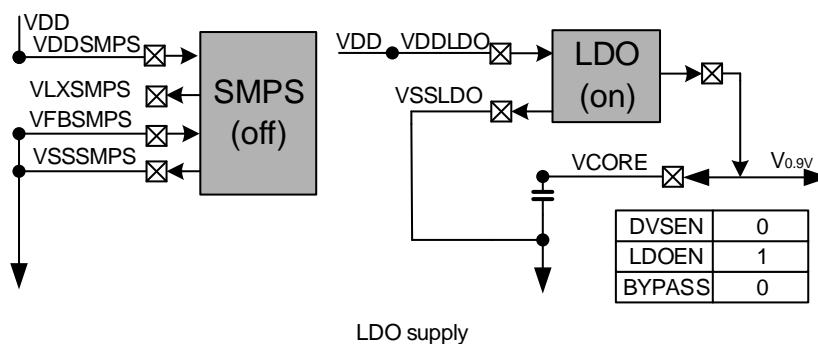 VDD
VDDSMPS
VLXSMPS
VFBSMPS
VSSSMPS
SMPS
(off)
VDD
VDDLDO
VSSLDO
LDO
(on)
VCORE
V0.9V
DVSEN 0
LDOEN 1
BYPASS 0
LDO supply